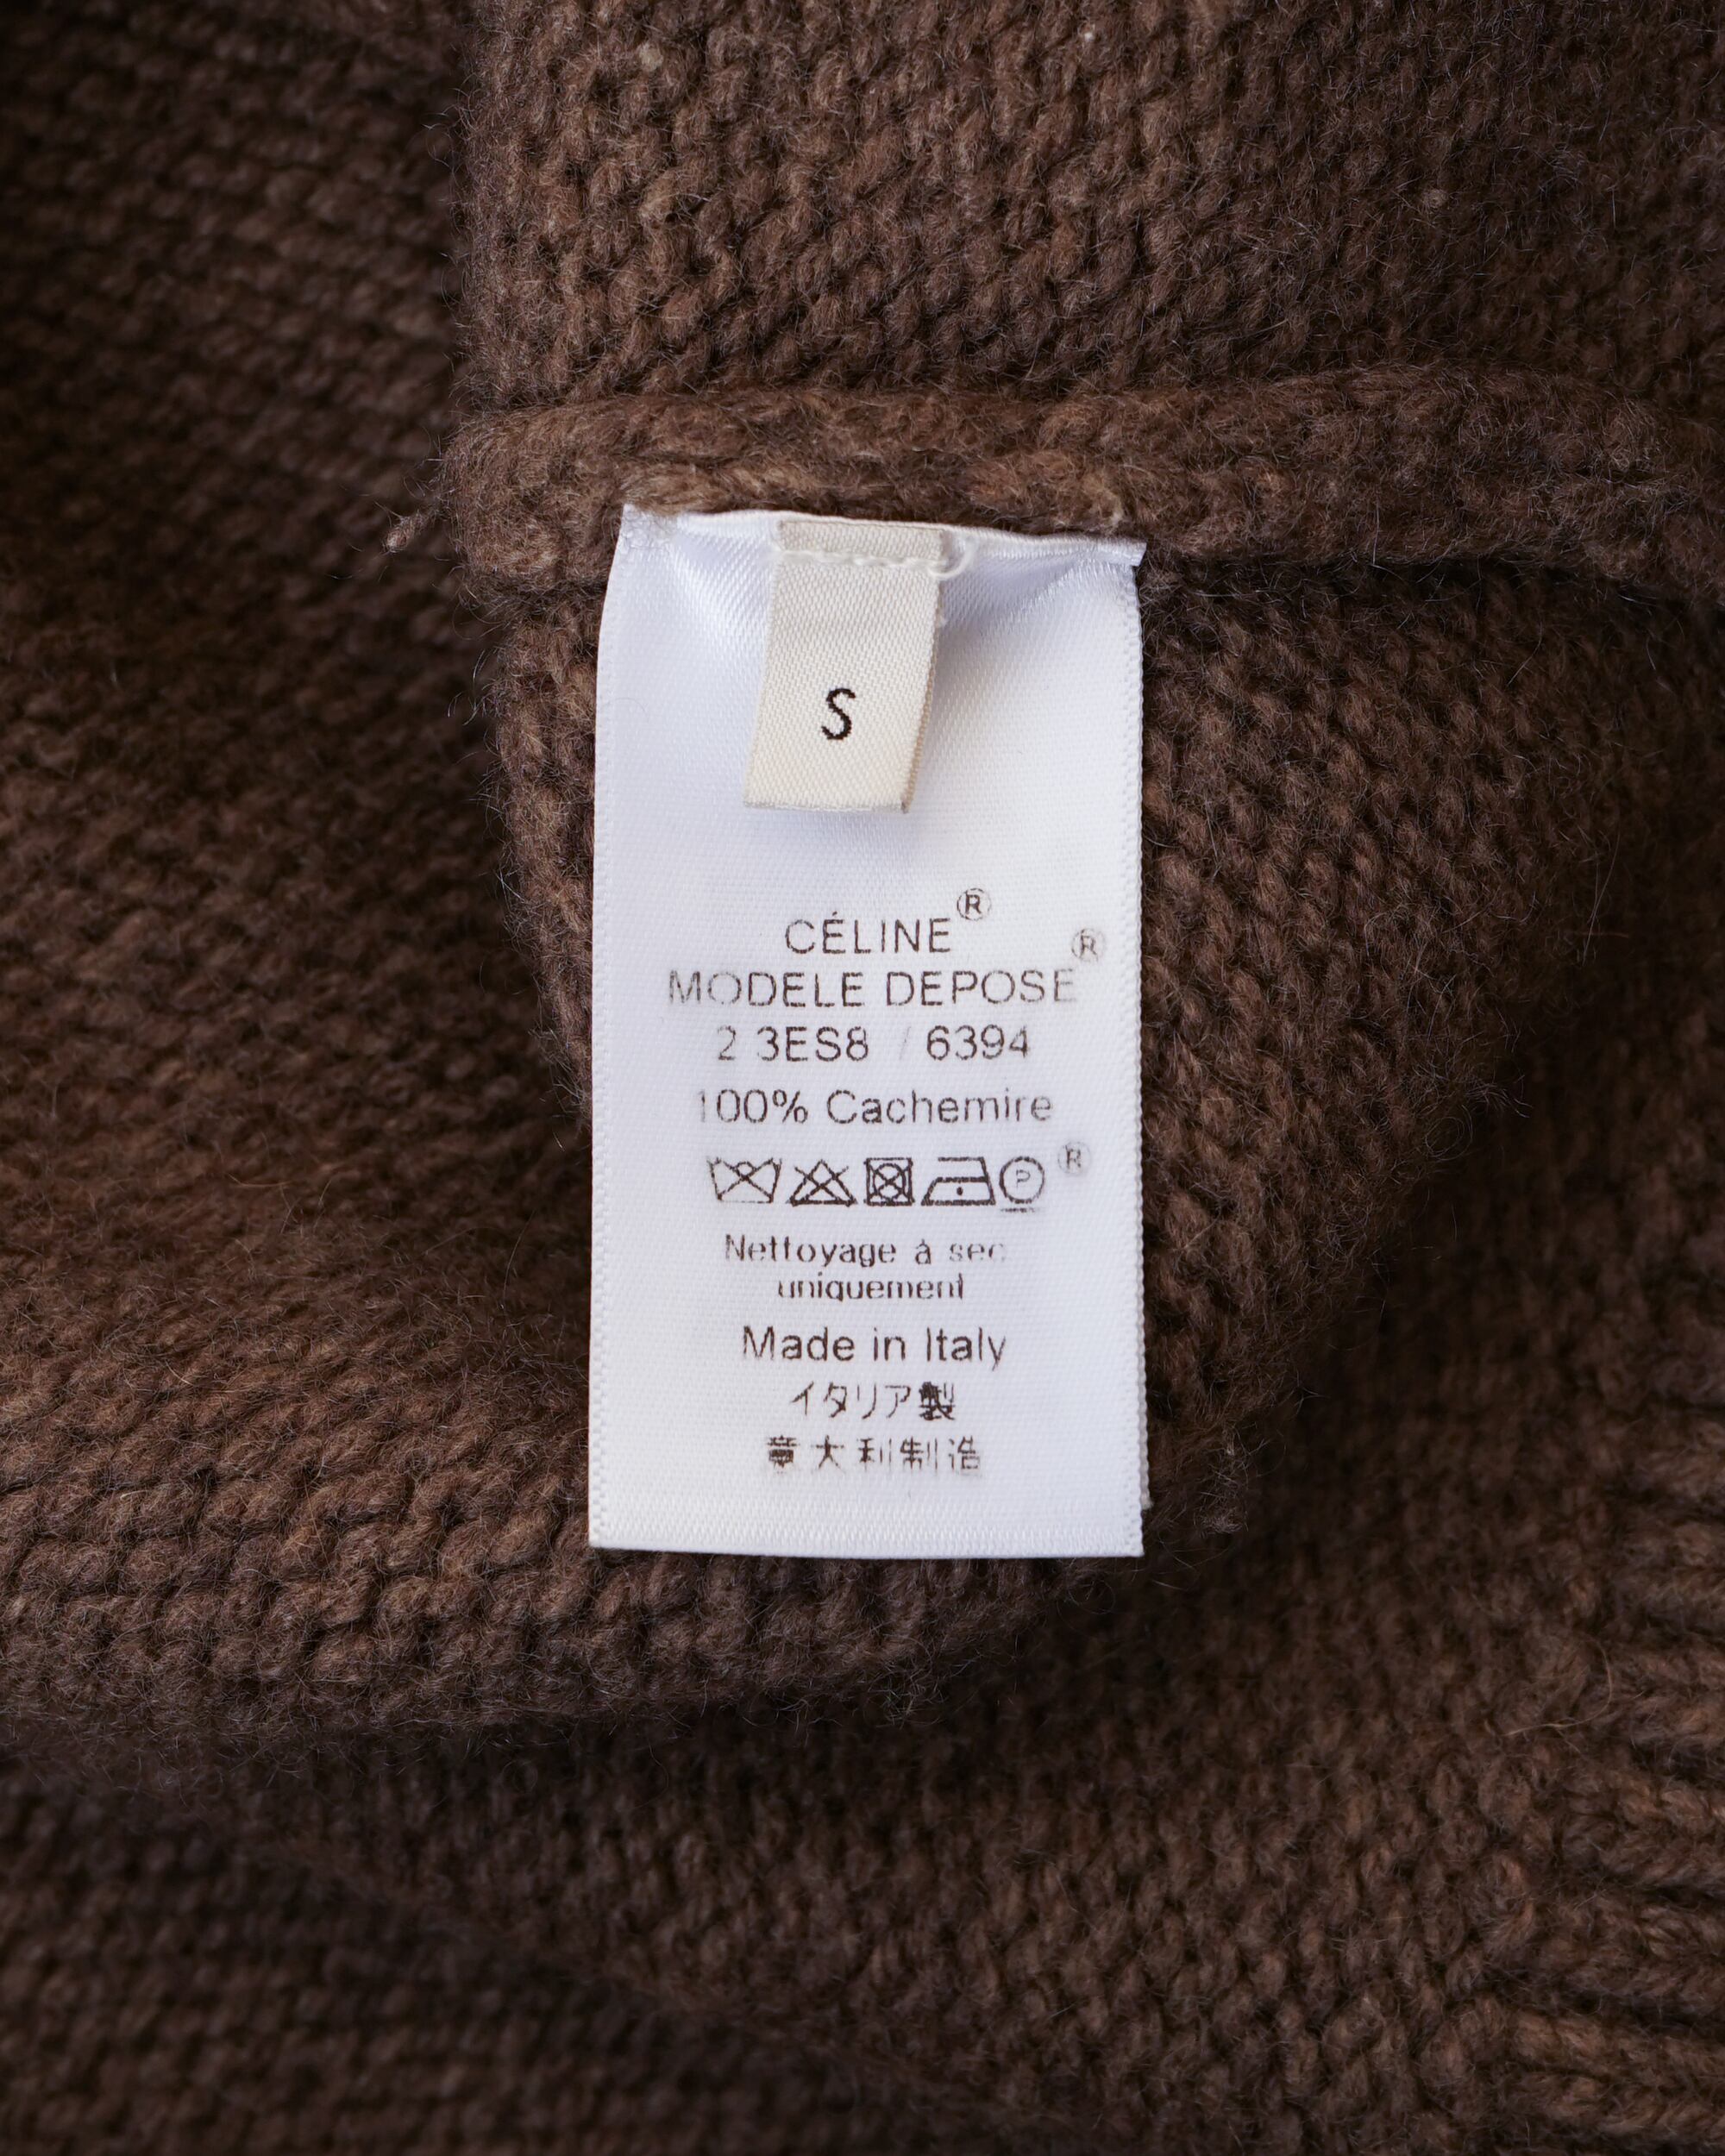 S
CÉLINE®
MODELE DEPOSE®
2 3ES8 / 6394
100% Cachemire
P ®
Nettoyage à sec
uniquement
Made in Italy
イタリア製
意大利制造